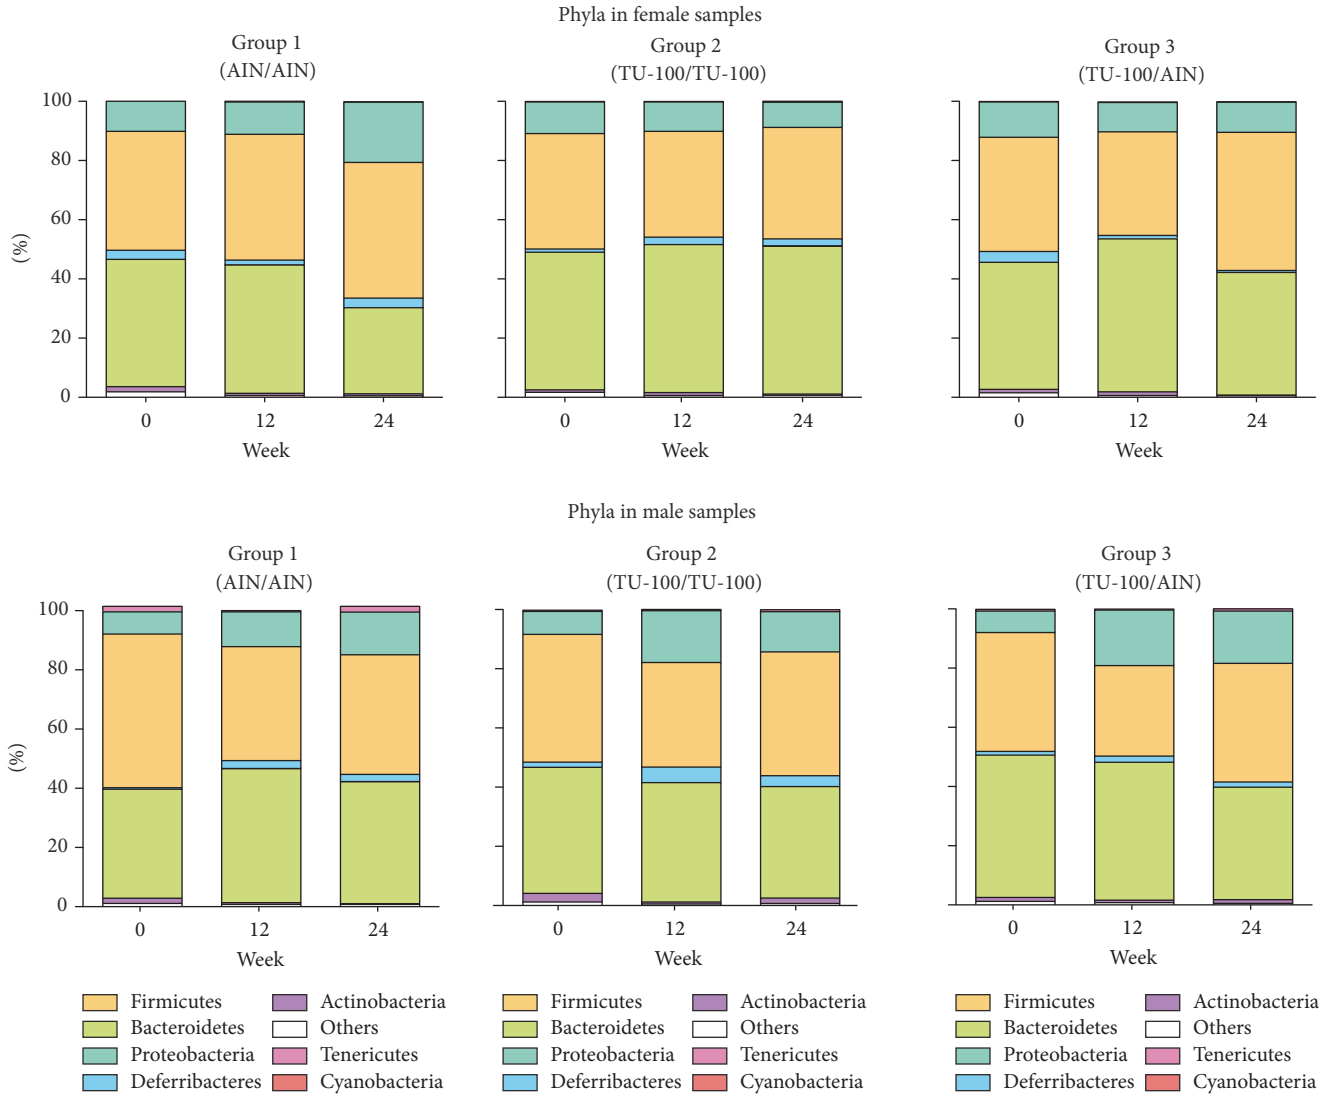 Phyla in female samples
Group 1
(AIN/AIN)
Group 2
(TU-100/TU-100)
Group 3
(TU-100/AIN)
100
80
60
40
20
0
(%)
0 12 24
Week
0 12 24
Week
0 12 24
Week
Phyla in male samples
Group 1
(AIN/AIN)
Group 2
(TU-100/TU-100)
Group 3
(TU-100/AIN)
100
80
60
40
20
0
(%)
0 12 24
Week
0 12 24
Week
0 12 24
Week
Firmicutes Actinobacteria
Bacteroidetes Others
Proteobacteria Tenericutes
Deferribacteres Cyanobacteria
Firmicutes Actinobacteria
Bacteroidetes Others
Proteobacteria Tenericutes
Deferribacteres Cyanobacteria
Firmicutes Actinobacteria
Bacteroidetes Others
Proteobacteria Tenericutes
Deferribacteres Cyanobacteria